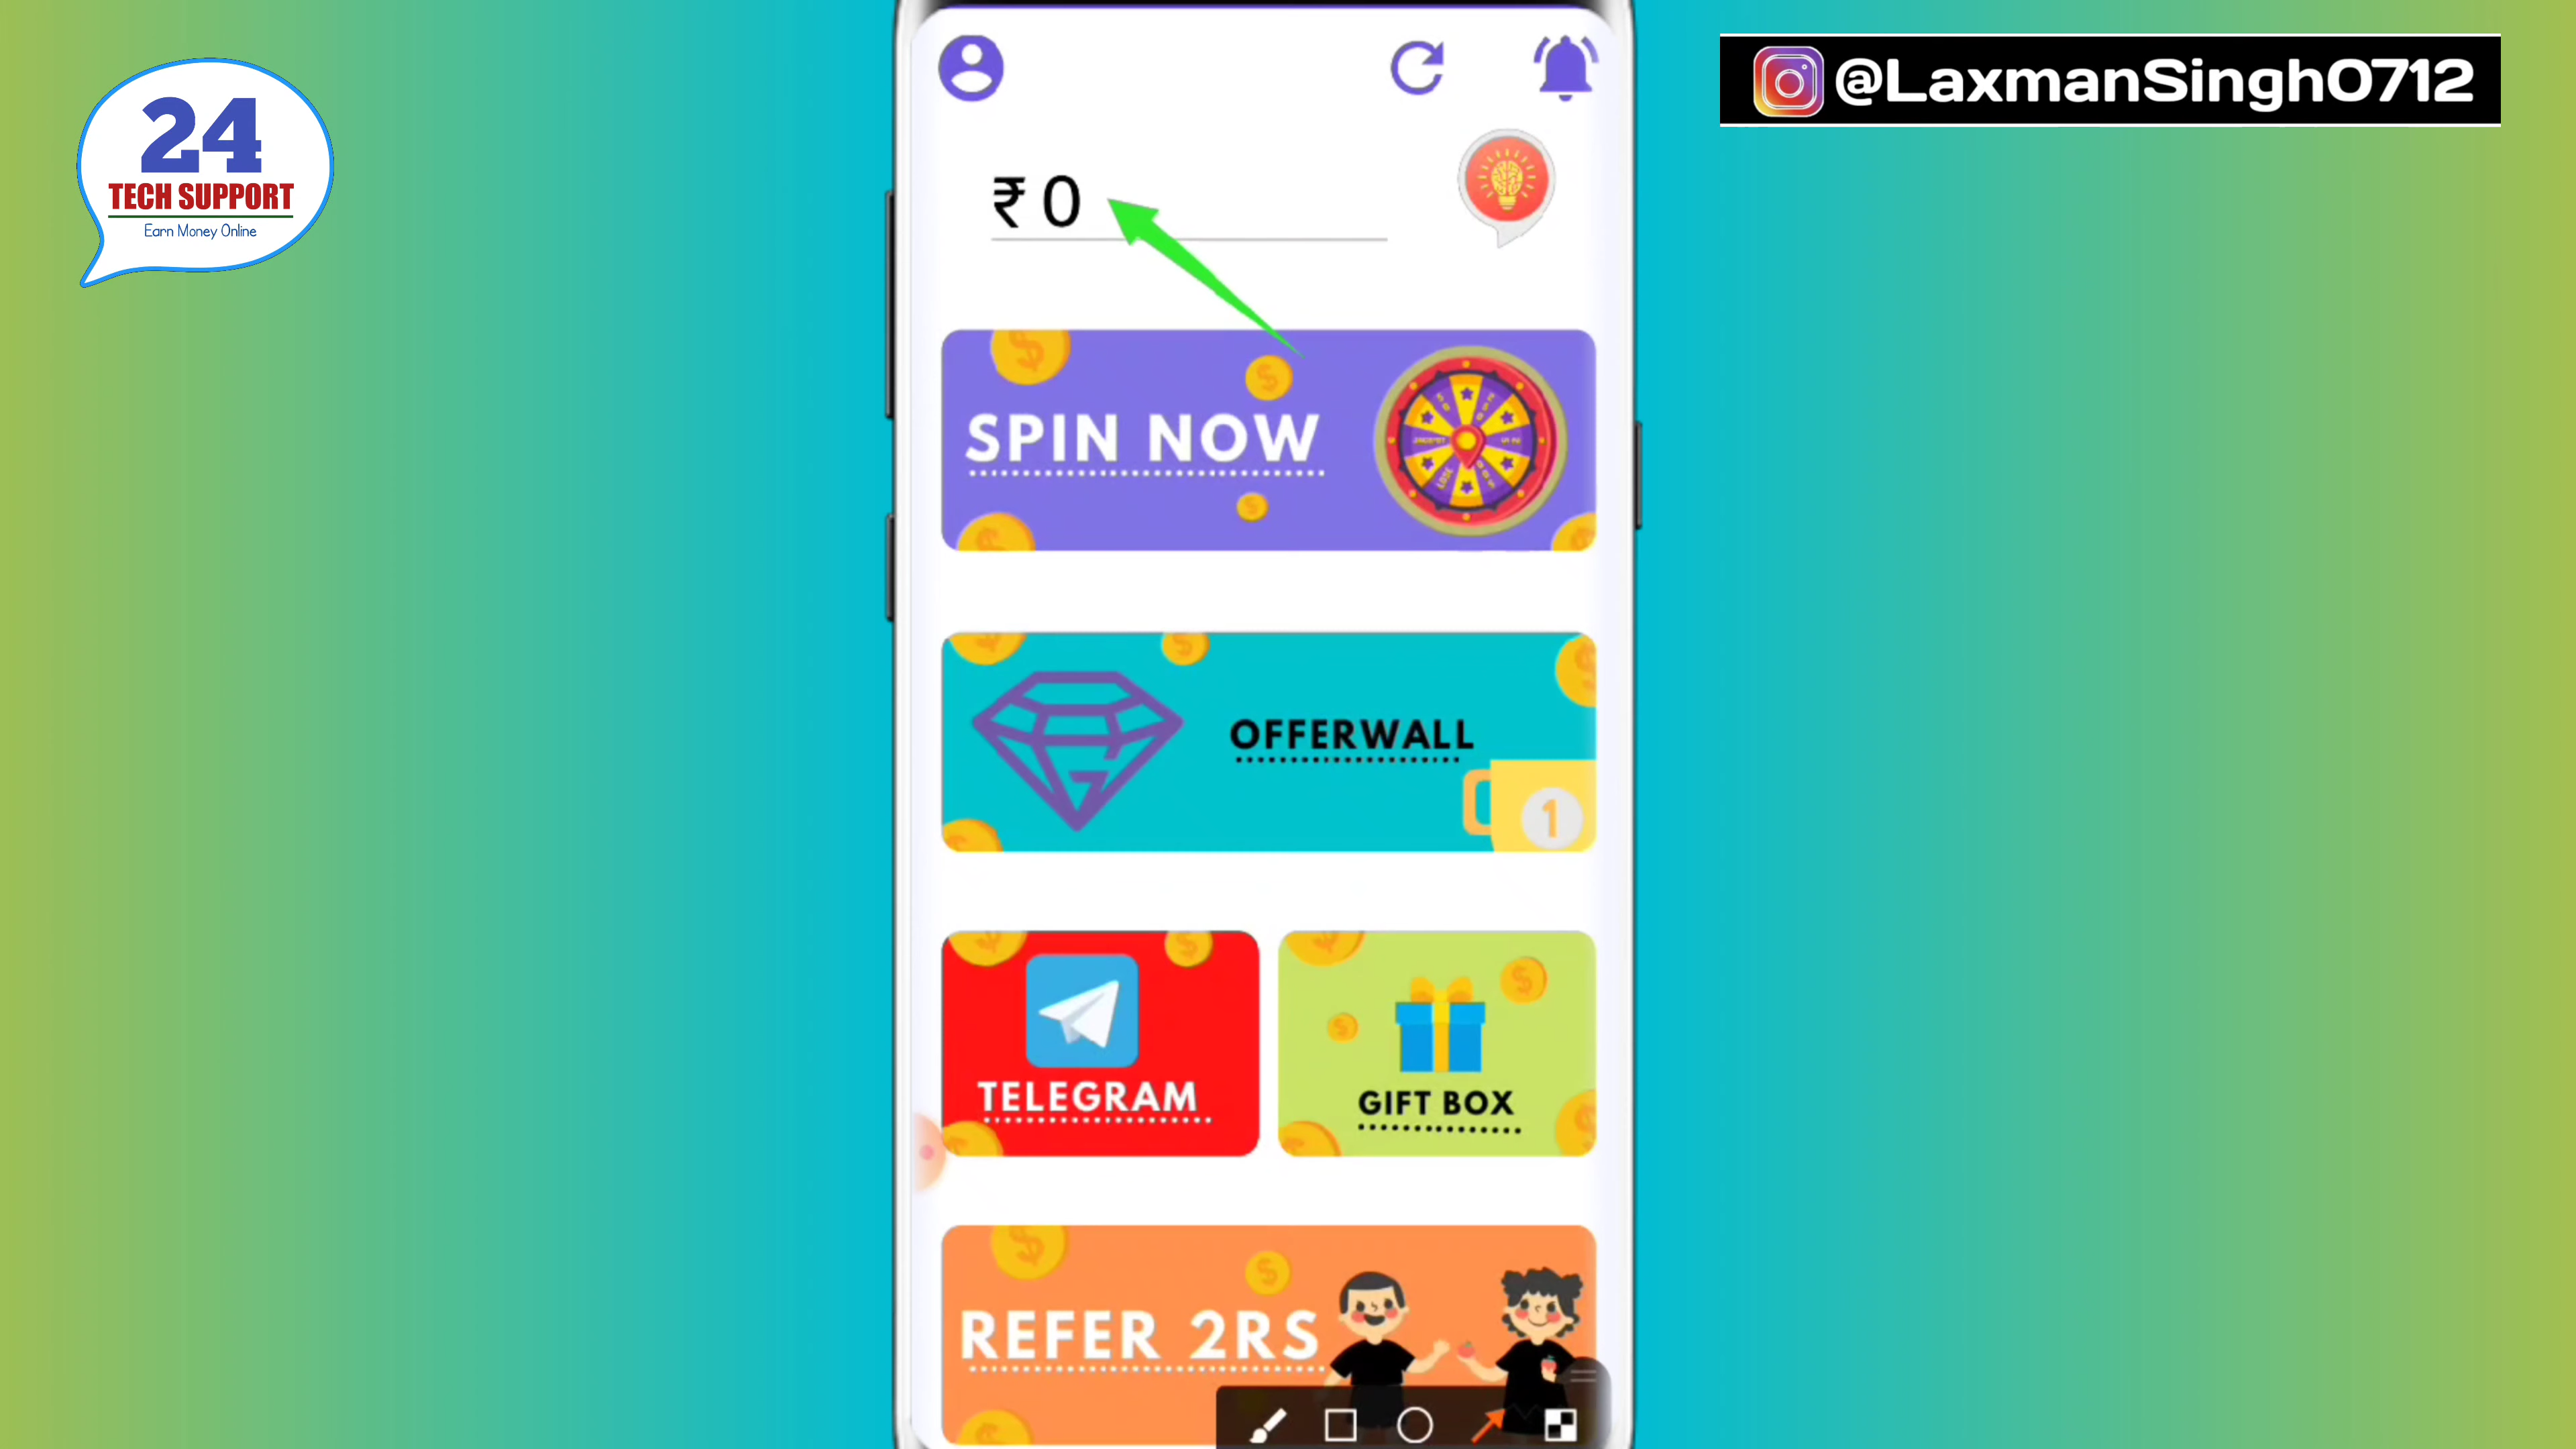 24
TECH SUPPORT
Earn Money Online
@LaxmanSingh0712
₹ 0
SPIN NOW
OFFERWALL
1
TELEGRAM
GIFT BOX
REFER 2RS